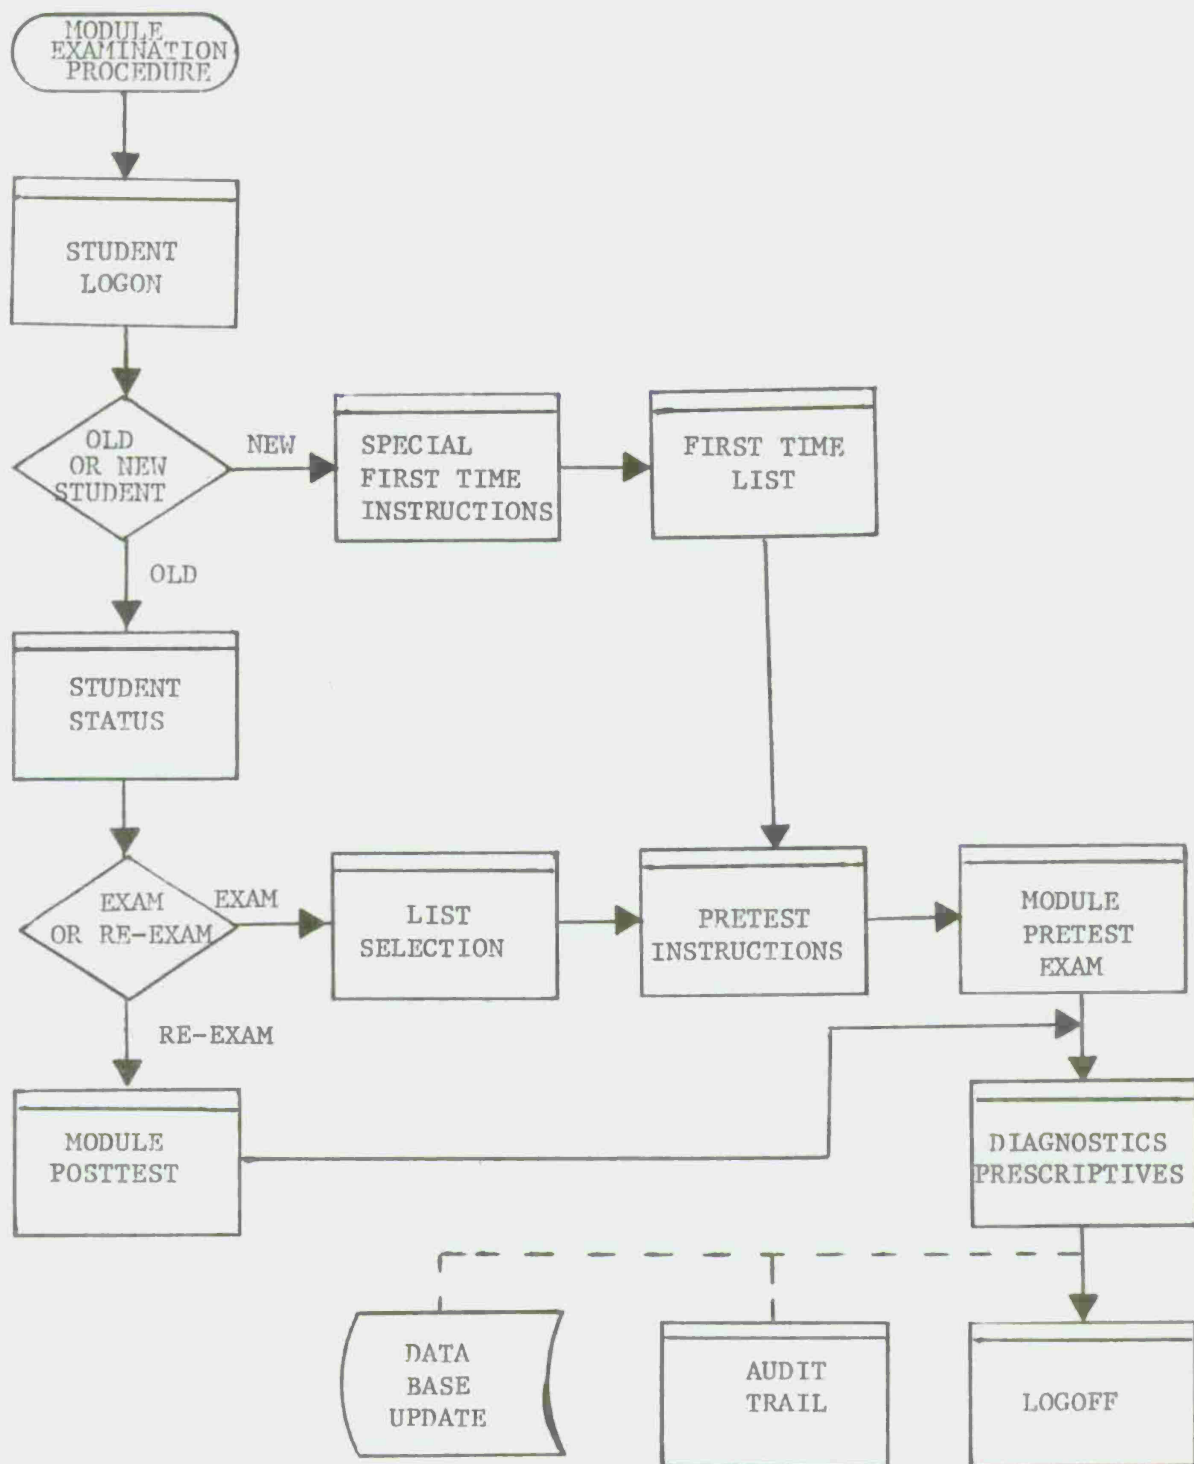 MODULE
EXAMINATION
PROCEDURE
STUDENT
LOGON
OLD
OR NEW
STUDENT
NEW
SPECIAL
FIRST TIME
INSTRUCTIONS
FIRST TIME
LIST
OLD
STUDENT
STATUS
EXAM
OR RE-EXAM
EXAM
LIST
SELECTION
PRETEST
INSTRUCTIONS
MODULE
PRETEST
EXAM
RE-EXAM
MODULE
POSTTEST
DIAGNOSTICS
PRESCRIPTIVES
DATA
BASE
UPDATE
AUDIT
TRAIL
LOGOFF